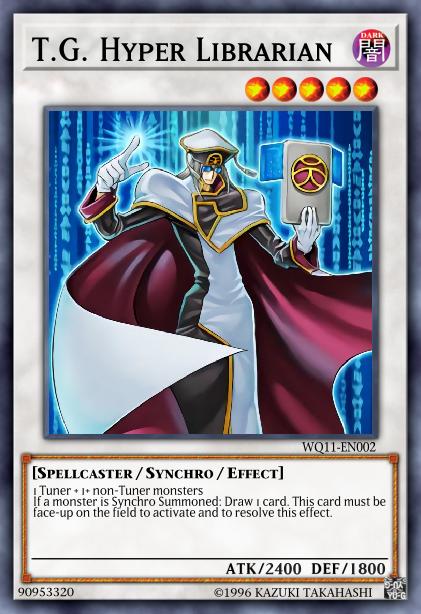 T.G. Hyper Librarian
DARK
闇
WQ11-EN002
[Spellcaster / Synchro / Effect]
1 Tuner + 1+ non-Tuner monsters
If a monster is Synchro Summoned: Draw 1 card. This card must be
face-up on the field to activate and to resolve this effect.
ATK/2400 DEF/1800
90953320
©1996 KAZUKI TAKAHASHI